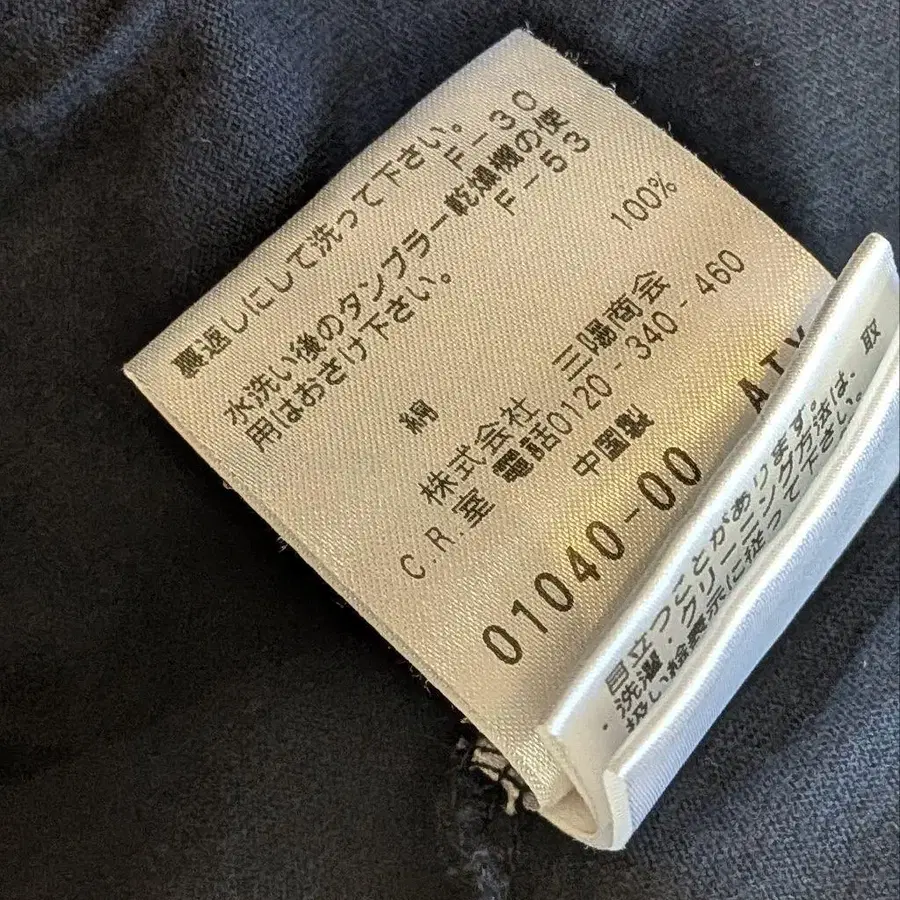 裏返しにして洗って下さい。
F-30
水洗い後のタンブラー乾燥機の使
用はおさけ下さい。 F-53
綿 100%
株式会社 三陽商会
C.R.室 電話0120-340-460
中国製
01040-00
目立つことがあります。
・洗濯・クリーニング方法は、取
扱い絵表示に従って下さい。